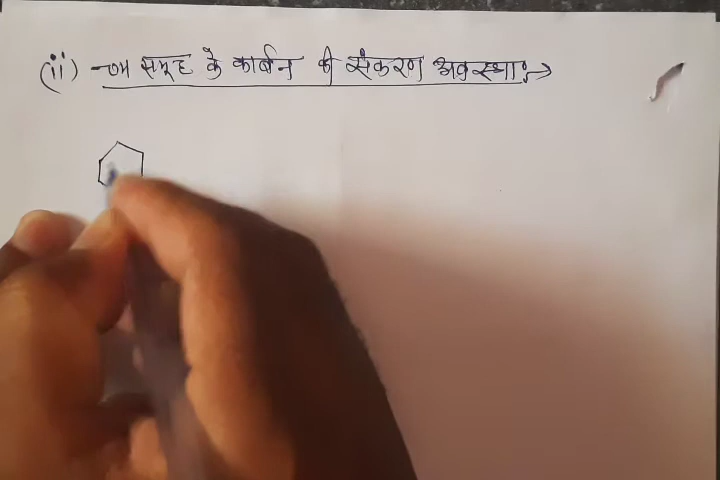 (ii) -OH समूह के कार्बन की संकरण अवस्था :→